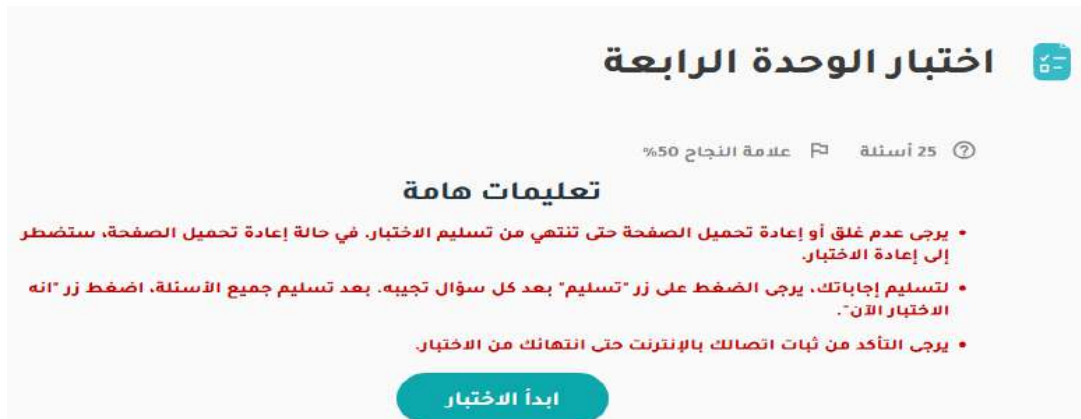 اختبار الوحدة الرابعة
25 أسئلة علامة النجاح 50%
تعليمات هامة
• يرجى عدم غلق أو إعادة تحميل الصفحة حتى تنتهي من تسليم الاختبار. في حالة إعادة تحميل الصفحة، ستضطر
إلى إعادة الاختبار.
• لتسليم إجاباتك، يرجى الضغط على زر "تسليم" بعد كل سؤال تجيبه. بعد تسليم جميع الأسئلة، اضغط زر "انه
الاختبار الآن".
• يرجى التأكد من ثبات اتصالك بالإنترنت حتى انتهائك من الاختبار.
ابدأ الاختبار